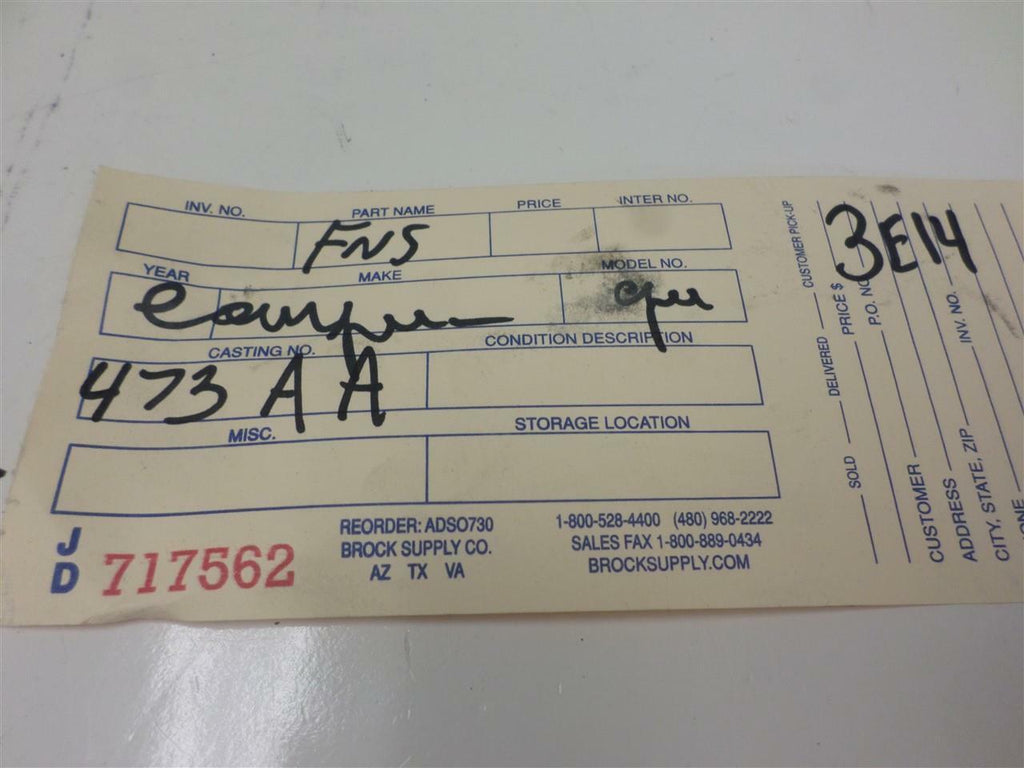 INV. NO. PART NAME PRICE INTER NO.
FNS
YEAR MAKE MODEL NO.
CASTING NO. CONDITION DESCRIPTION
473 A A
MISC. STORAGE LOCATION
JD 717562
REORDER: ADSO730
BROCK SUPPLY CO.
AZ TX VA
1-800-528-4400 (480) 968-2222
SALES FAX 1-800-889-0434
BROCKSUPPLY.COM
3E14
SOLD DELIVERED CUSTOMER PICK-UP
PRICE $
P.O. NO.
CUSTOMER INV. NO.
ADDRESS
CITY, STATE, ZIP